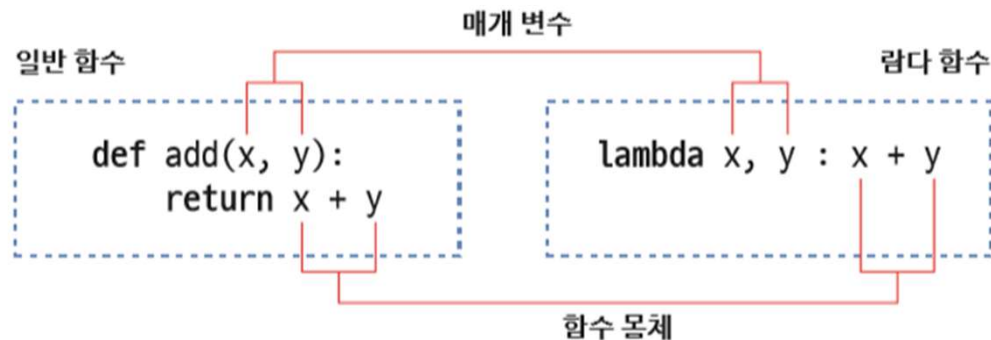 매개 변수
일반 함수
람다 함수
def add(x, y):
return x + y
lambda x, y : x + y
함수 몸체